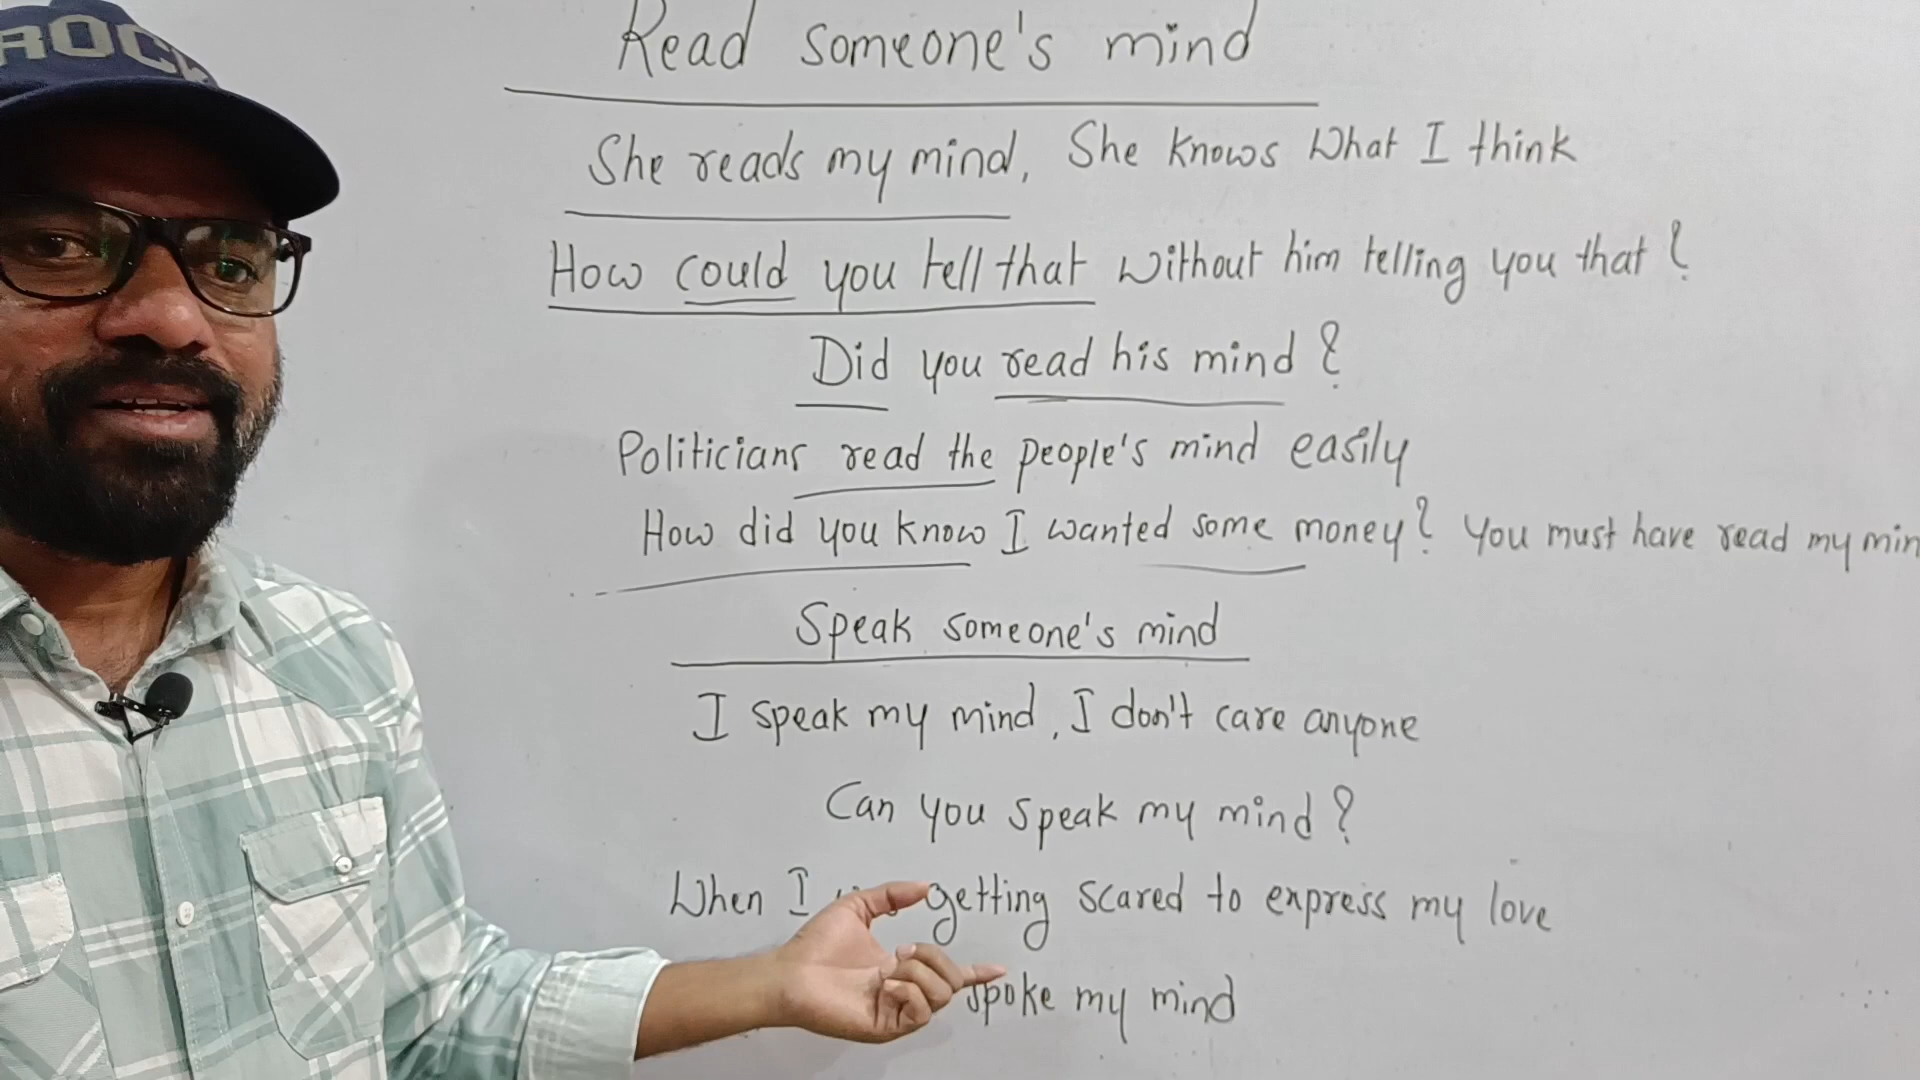 ROCK
Read someone's mind
She reads my mind, She knows what I think
How could you tell that without him telling you that?
Did you read his mind?
Politicians read the people's mind easily
How did you know I wanted some money? You must have read my min
Speak someone's mind
I speak my mind, I don't care anyone
Can you speak my mind?
When I getting scared to express my love
spoke my mind